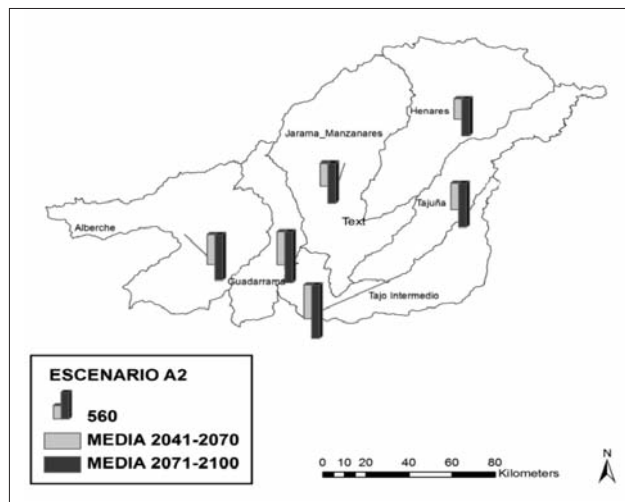 Henares
Jarama_Manzanares
Tajuña
Text
Alberche
Guadarrama
Tajo Intermedio
ESCENARIO A2
560
MEDIA 2041-2070
MEDIA 2071-2100
N
0 10 20 40 60 80
Kilometers